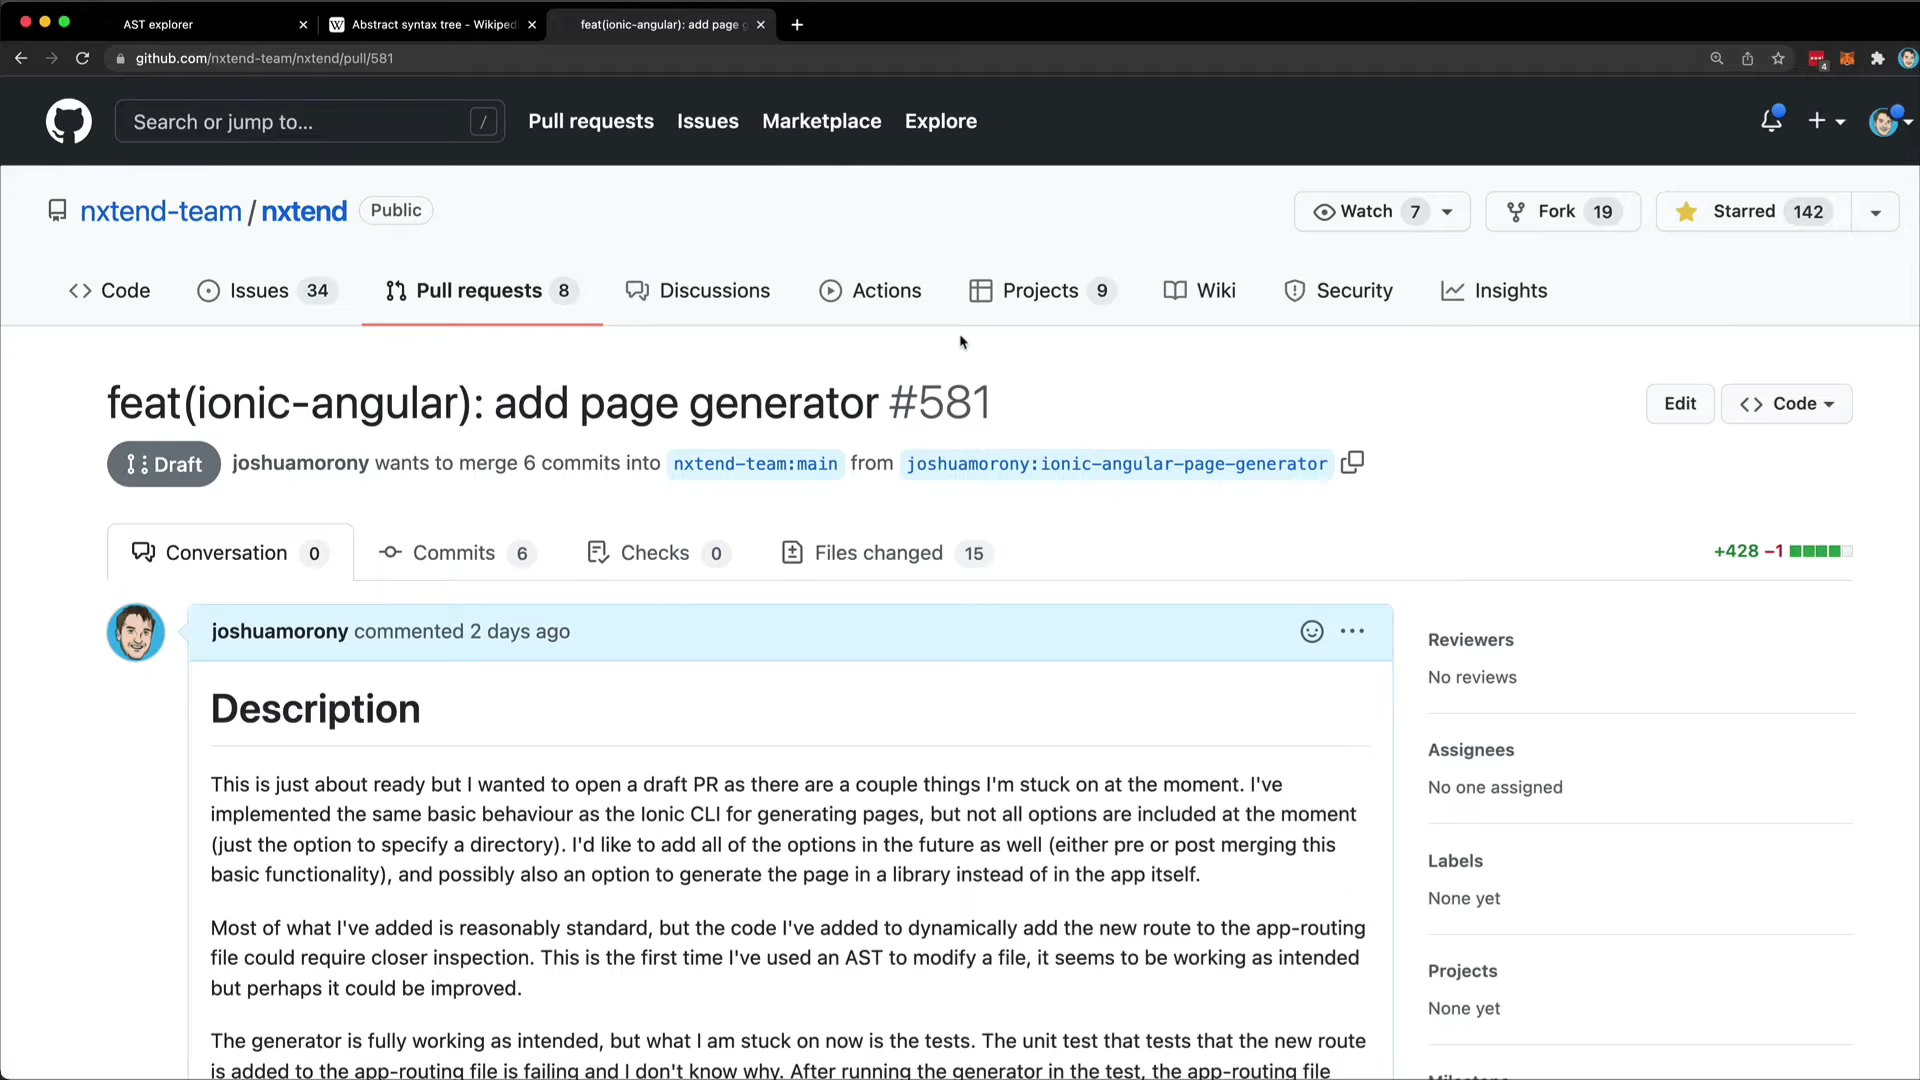 AST explorer
Abstract syntax tree - Wikiped
feat(ionic-angular): add page g
github.com/nxtend-team/nxtend/pull/581
4
Search or jump to...
/
Pull requests
Issues
Marketplace
Explore
nxtend-team / nxtend
Public
Watch 7
Fork 19
Starred 142
Code
Issues 34
Pull requests 8
Discussions
Actions
Projects 9
Wiki
Security
Insights
feat(ionic-angular): add page generator #581
Edit
Code
Draft
joshuamorony wants to merge 6 commits into nxtend-team:main from joshuamorony:ionic-angular-page-generator
Conversation 0
Commits 6
Checks 0
Files changed 15
+428 −1
joshuamorony commented 2 days ago
Description
This is just about ready but I wanted to open a draft PR as there are a couple things I'm stuck on at the moment. I've
implemented the same basic behaviour as the Ionic CLI for generating pages, but not all options are included at the moment
(just the option to specify a directory). I'd like to add all of the options in the future as well (either pre or post merging this
basic functionality), and possibly also an option to generate the page in a library instead of in the app itself.
Most of what I've added is reasonably standard, but the code I've added to dynamically add the new route to the app-routing
file could require closer inspection. This is the first time I've used an AST to modify a file, it seems to be working as intended
but perhaps it could be improved.
The generator is fully working as intended, but what I am stuck on now is the tests. The unit test that tests that the new route
is added to the app-routing file is failing and I don't know why. After running the generator in the test, the app-routing file
Reviewers
No reviews
Assignees
No one assigned
Labels
None yet
Projects
None yet